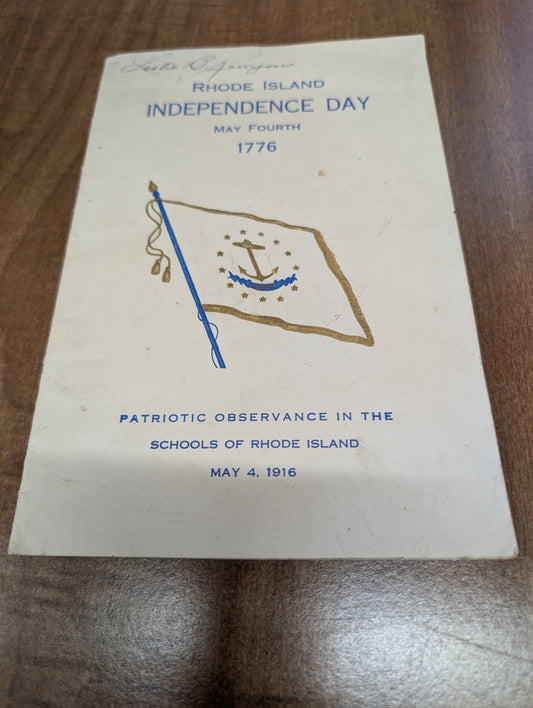 Leslie B. Kenyon
RHODE ISLAND
INDEPENDENCE DAY
MAY FOURTH
1776
PATRIOTIC OBSERVANCE IN THE
SCHOOLS OF RHODE ISLAND
MAY 4, 1916